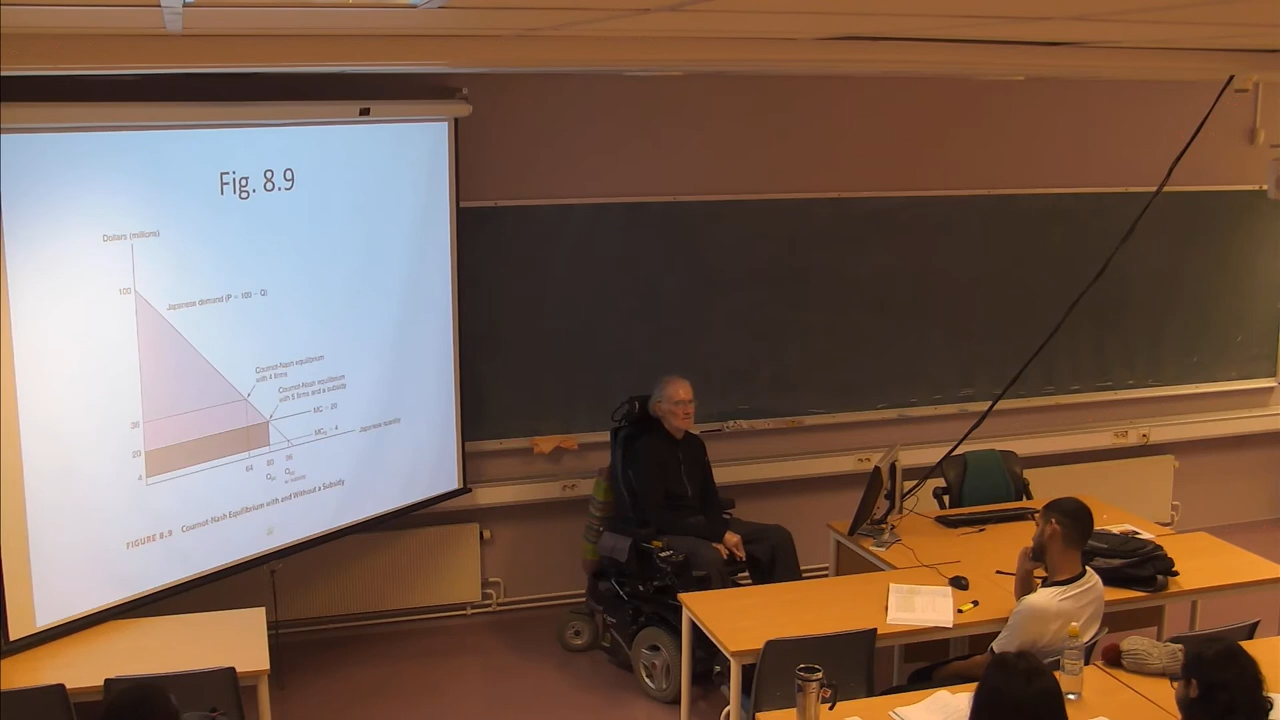 Fig. 8.9
Dollars (millions)
100
Japanese demand (P = 100 – Q)
Cournot-Nash equilibrium
with 4 firms
Cournot-Nash equilibrium
with 5 firms and a subsidy
36
MC = 20
20
MC = 4
Japanese quantity
4
64
80
96
w/ subsidy
FIGURE 8.9 Cournot-Nash Equilibrium with and Without a Subsidy